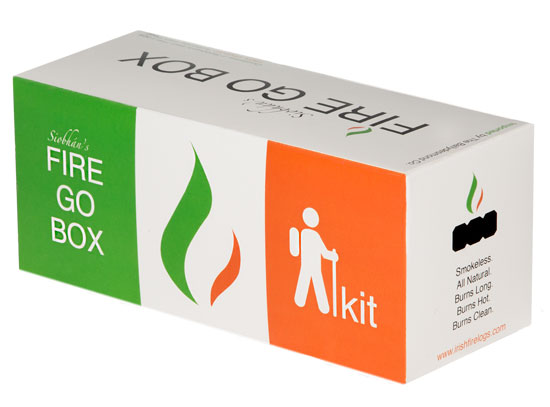 Siobhán's
FIRE GO BOX
Siobhán's
FIRE
GO
BOX
kit
Smokeless.
All Natural.
Burns Long.
Burns Hot.
Burns Clean.
www.irishfirelogs.com